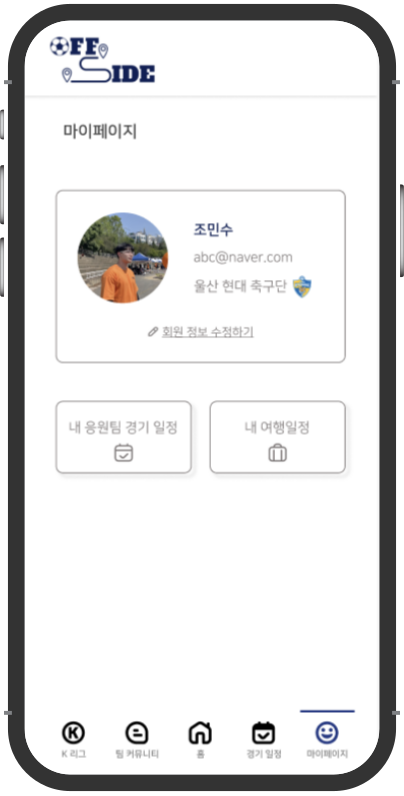 OFF
SIDE
마이페이지
조민수
abc@naver.com
울산 현대 축구단
회원 정보 수정하기
내 응원팀 경기 일정
내 여행일정
K 리그
팀 커뮤니티
홈
경기 일정
마이페이지